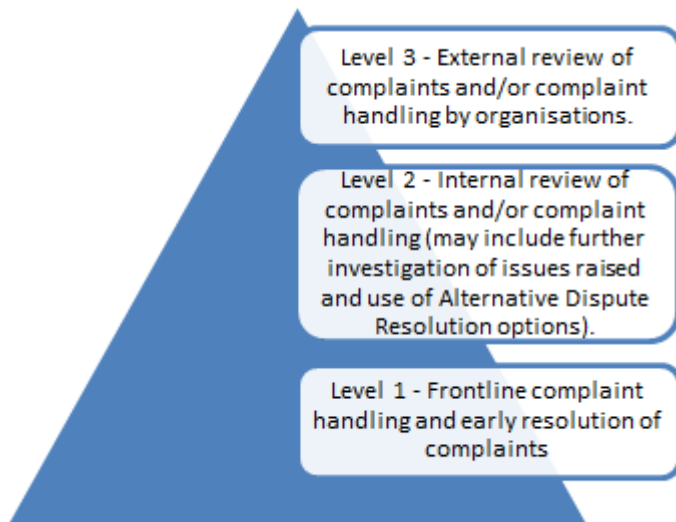 Level 3 - External review of
complaints and/or complaint
handling by organisations.
Level 2 - Internal review of
complaints and/or complaint
handling (may include further
investigation of issues raised
and use of Alternative Dispute
Resolution options).
Level 1 - Frontline complaint
handling and early resolution of
complaints